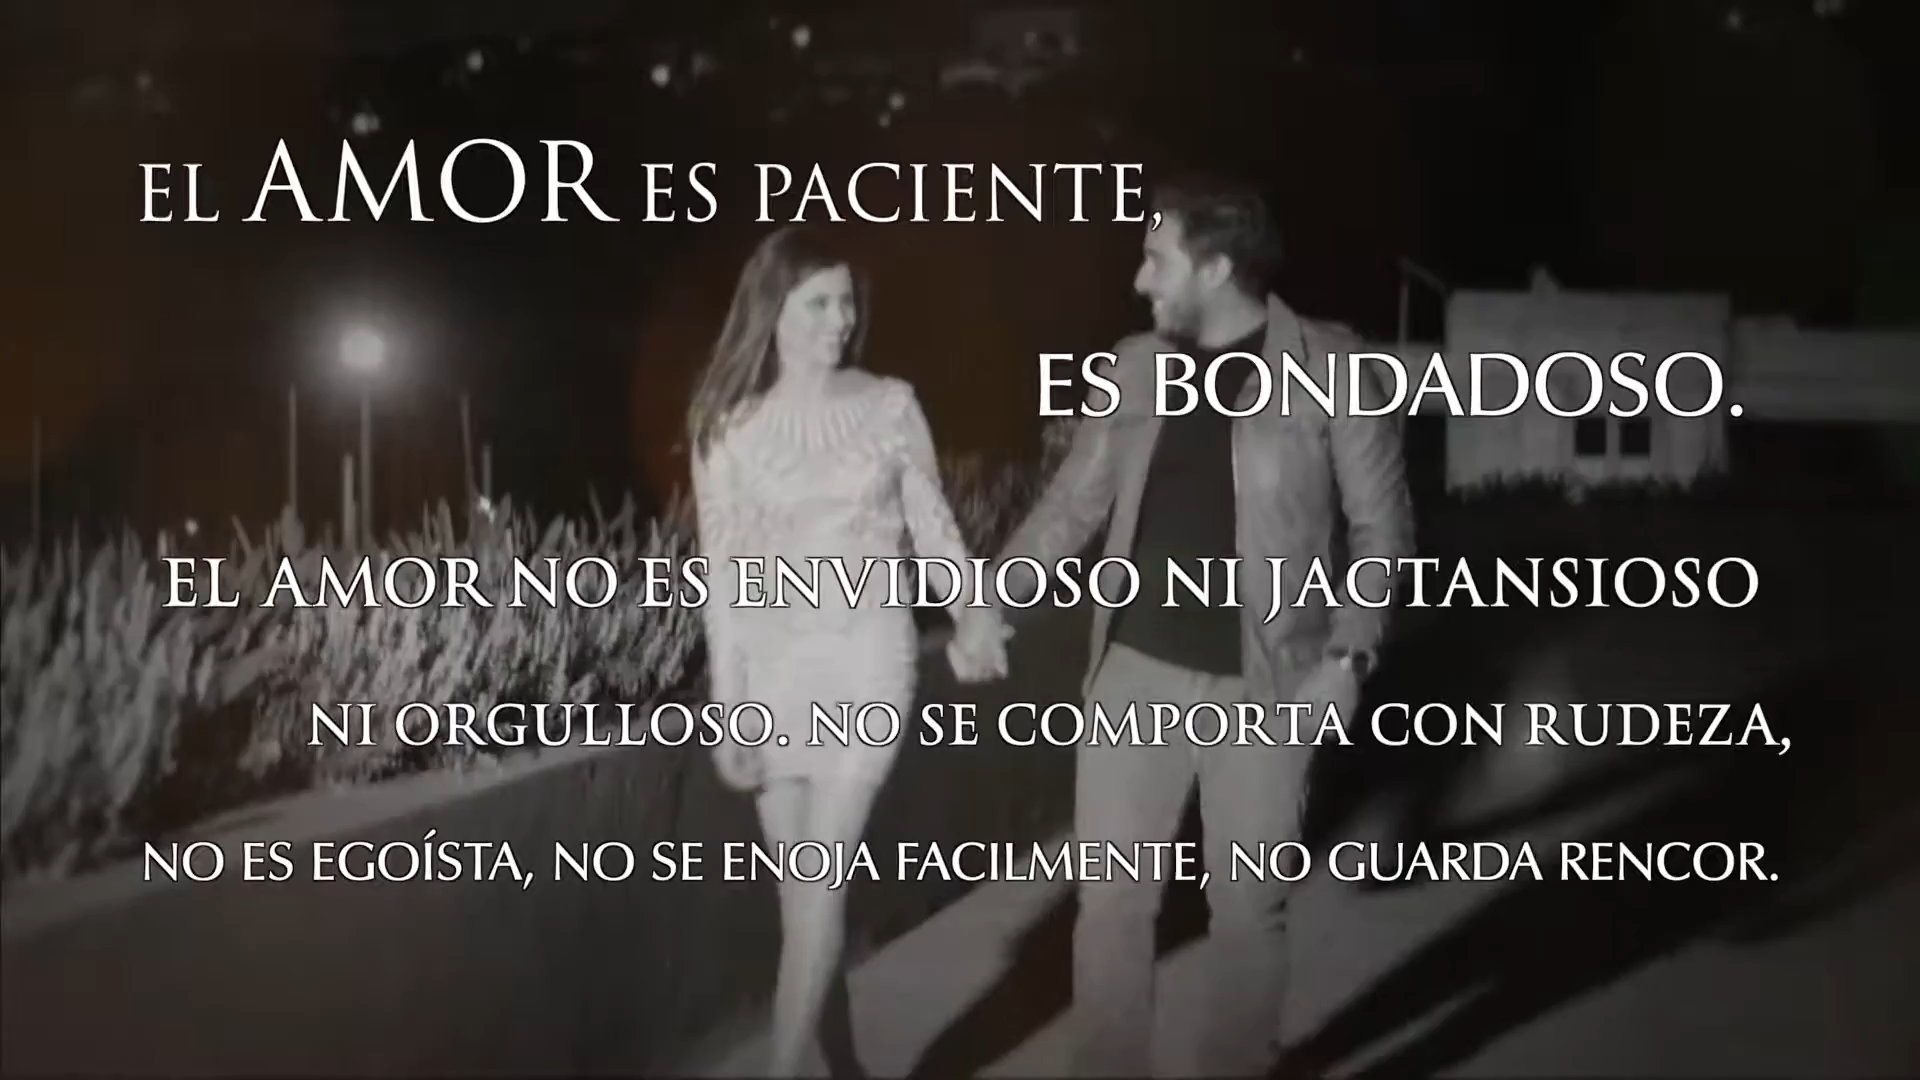 EL AMOR ES PACIENTE,
ES BONDADOSO.
EL AMOR NO ES ENVIDIOSO NI JACTANSIOSO
NI ORGULLOSO. NO SE COMPORTA CON RUDEZA,
NO ES EGOÍSTA, NO SE ENOJA FACILMENTE, NO GUARDA RENCOR.